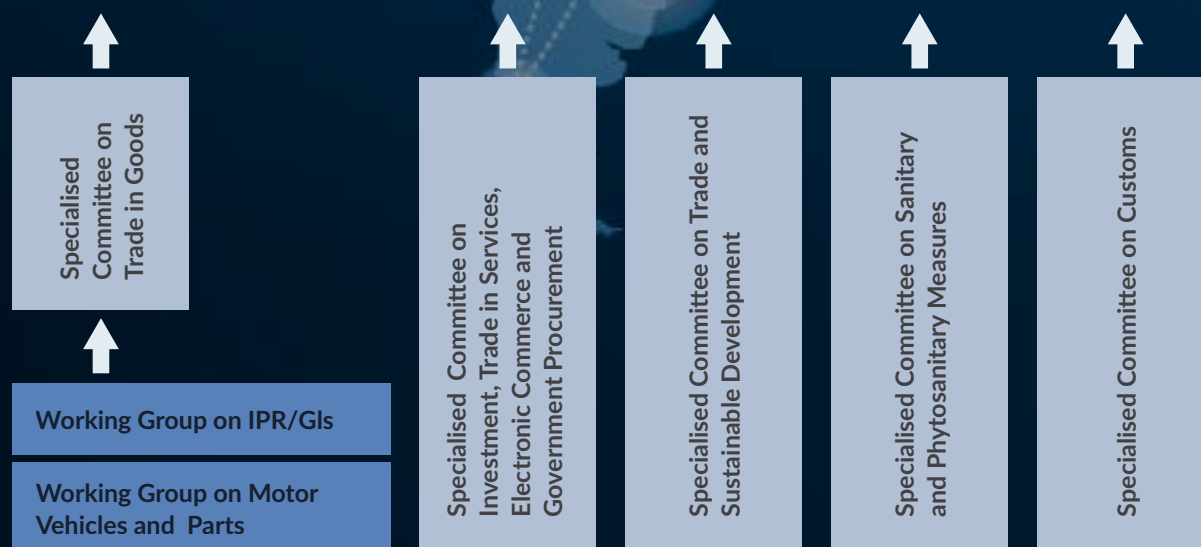 Specialised
Committee on
Trade in Goods
Working Group on IPR/GIs
Working Group on Motor
Vehicles and Parts
Specialised Committee on
Investment, Trade in Services,
Electronic Commerce and
Government Procurement
Specialised Committee on Trade and
Sustainable Development
Specialised Committee on Sanitary
and Phytosanitary Measures
Specialised Committee on Customs